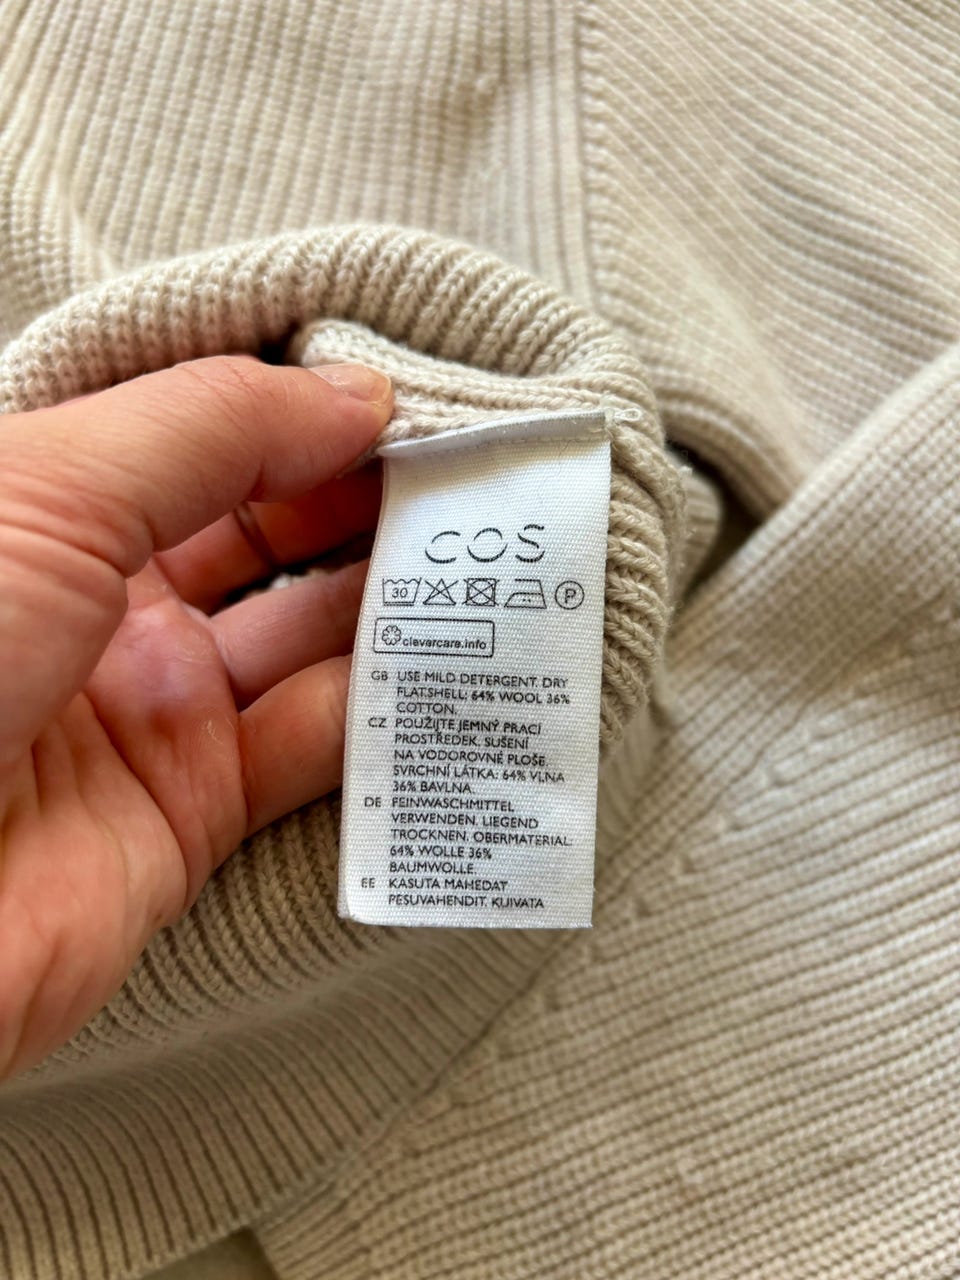 COS
30 P
clevercare.info
GB USE MILD DETERGENT. DRY
FLAT.SHELL: 64% WOOL 36%
COTTON.
CZ POUŽIJTE JEMNÝ PRACÍ
PROSTŘEDEK. SUŠENÍ
NA VODOROVNÉ PLOŠE.
SVRCHNÍ LÁTKA: 64% VLNA
36% BAVLNA.
DE FEINWASCHMITTEL
VERWENDEN. LIEGEND
TROCKNEN. OBERMATERIAL:
64% WOLLE 36%
BAUMWOLLE.
EE KASUTA MAHEDAT
PESUVAHENDIT. KUIVATA